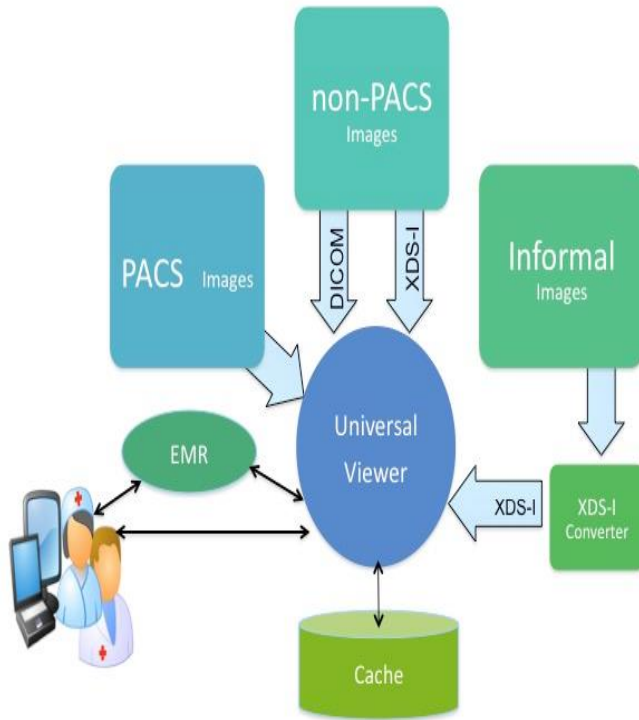 non-PACS
Images
PACS Images
Informal
Images
DICOM
XDS-I
Universal
Viewer
EMR
XDS-I
XDS-I
Converter
Cache